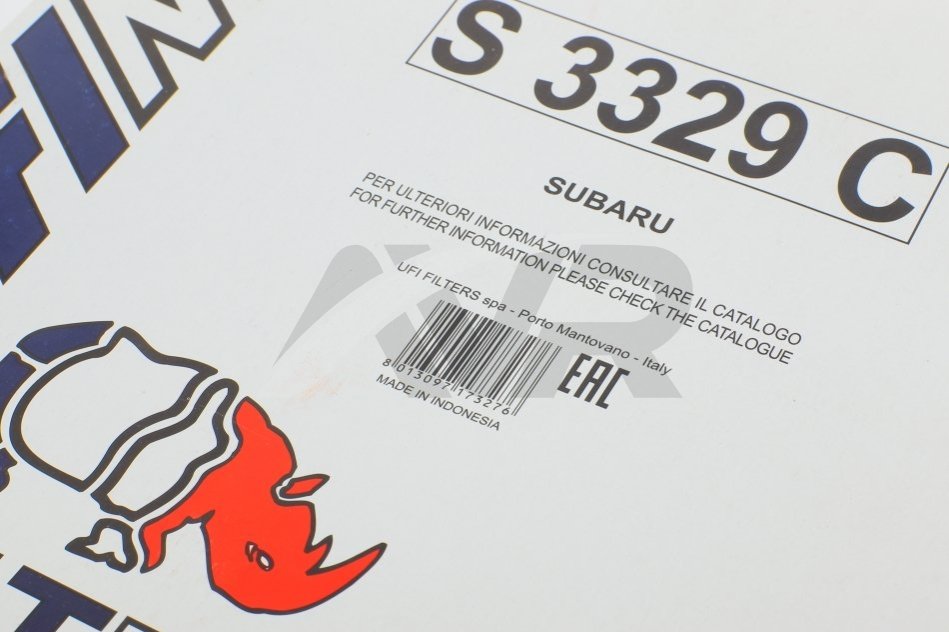 FIN
S 3329 C
SUBARU
PER ULTERIORI INFORMAZIONI CONSULTARE IL CATALOGO
FOR FURTHER INFORMATION PLEASE CHECK THE CATALOGUE
UFI FILTERS spa - Porto Mantovano - Italy
8 013097 173276
EAC
MADE IN INDONESIA